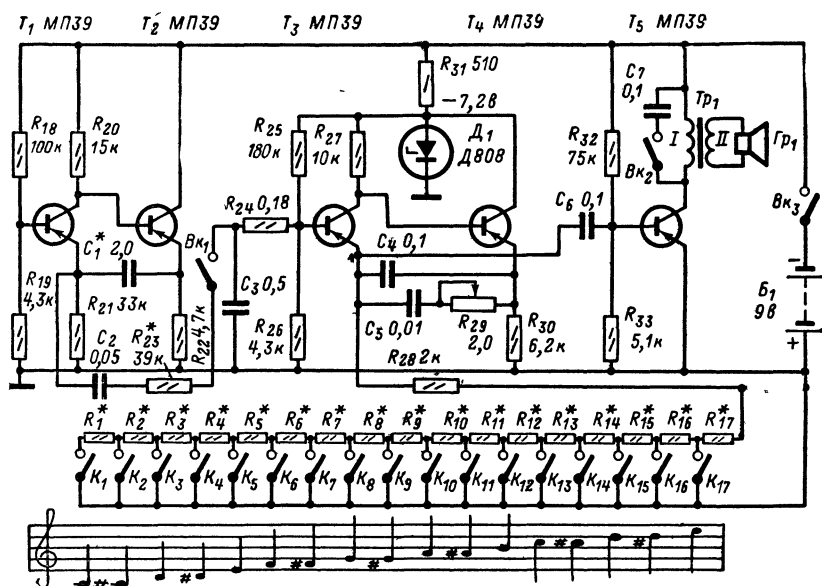 T1 МП39 T2 МП39 T3 МП39 T4 МП39 T5 МП39
R18 100к
R20 15к
R25 180к
R27 10к
R31 510
−7,2в
Д1 Д808
R32 75к
C7 0,1
Тр1
I II
Гр1
Вк2
Вк3
R24 0,18
C6 0,1
C1* 2,0
Вк1
C4 0,1
C3 0,5
R19 4,3к
R21 33к
R23* 39к
R22 4,7к
R26 4,3к
C5 0,01
R29 2,0
R30 6,2к
R33 5,1к
−
Б1 9в
+
C2 0,05
R28 2к
R1* R2* R3* R4* R5* R6* R7* R8* R9* R10* R11* R12* R13* R14* R15* R16* R17*
K1 K2 K3 K4 K5 K6 K7 K8 K9 K10 K11 K12 K13 K14 K15 K16 K17